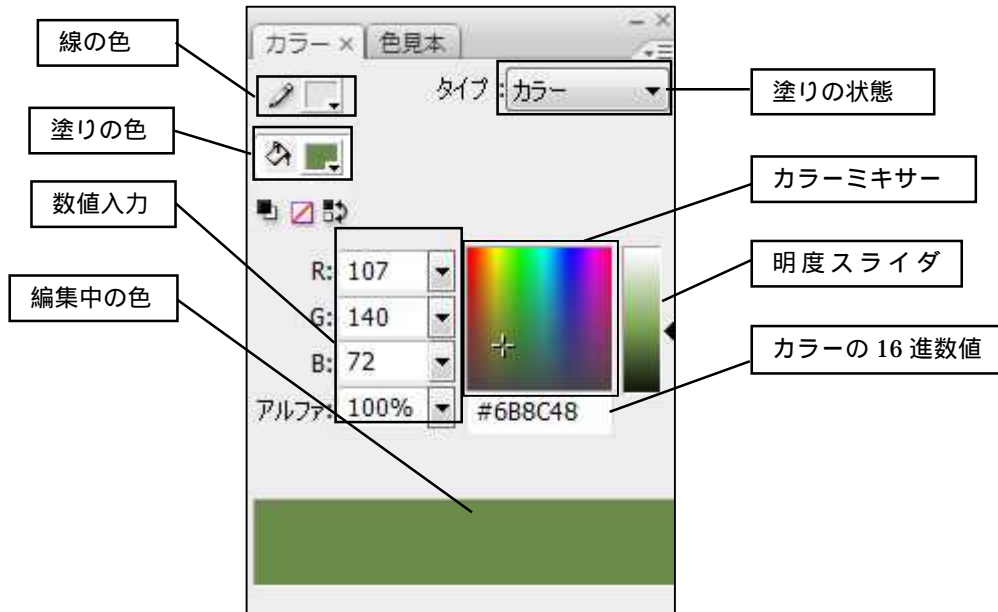 線の色
塗りの色
数値入力
編集中の色
カラー × 色見本
タイプ : カラー
R: 107
G: 140
B: 72
アルファ: 100%
#6B8C48
塗りの状態
カラーミキサー
明度スライダ
カラーの 16 進数値